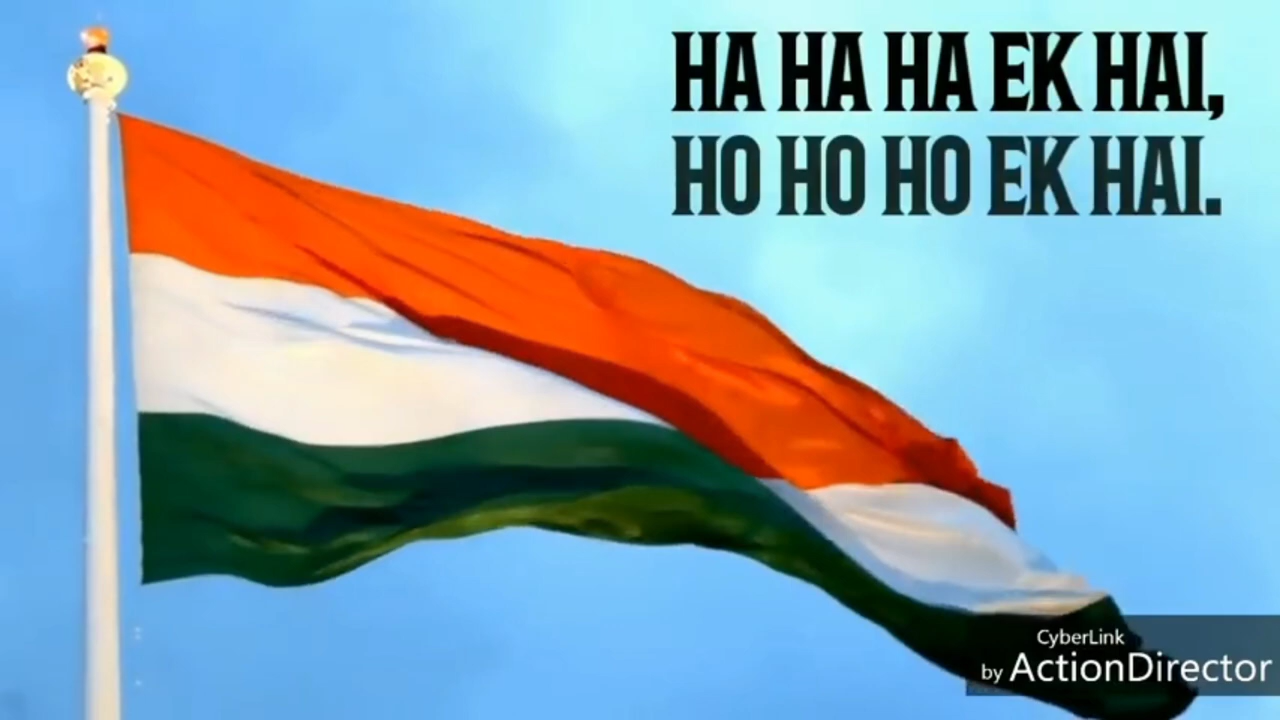 HA HA HA EK HAI,
HO HO HO EK HAI.
CyberLink
by ActionDirector